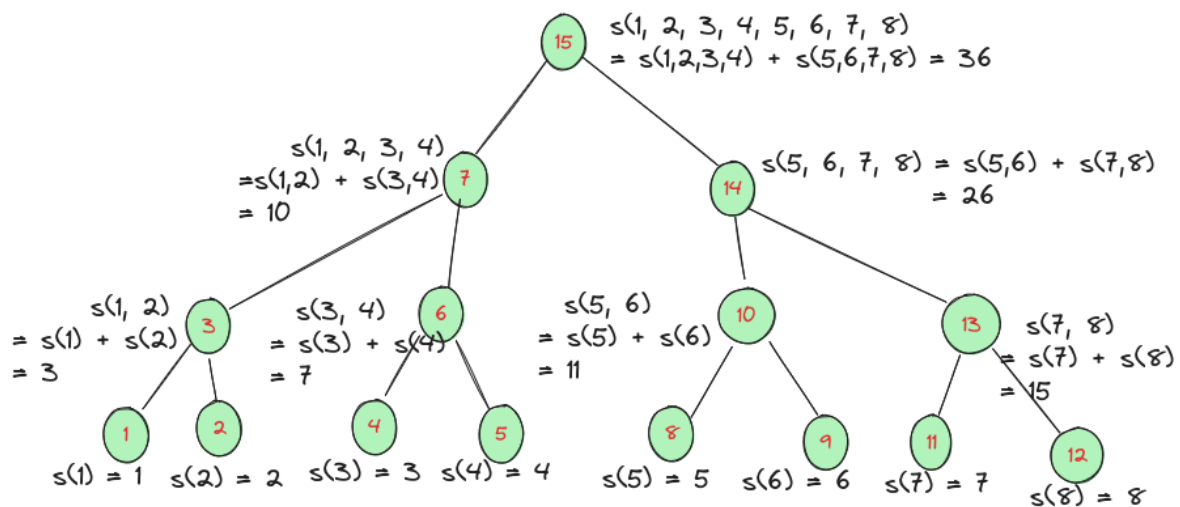 15
s(1, 2, 3, 4, 5, 6, 7, 8)
= s(1,2,3,4) + s(5,6,7,8) = 36
s(1, 2, 3, 4)
=s(1,2) + s(3,4)
= 10
7
14
s(5, 6, 7, 8) = s(5,6) + s(7,8)
= 26
s(1, 2)
= s(1) + s(2)
= 3
3
s(3, 4)
= s(3) + s(4)
= 7
6
s(5, 6)
= s(5) + s(6)
= 11
10
13
s(7, 8)
= s(7) + s(8)
= 15
1
2
4
5
8
9
11
12
s(1) = 1
s(2) = 2
s(3) = 3
s(4) = 4
s(5) = 5
s(6) = 6
s(7) = 7
s(8) = 8